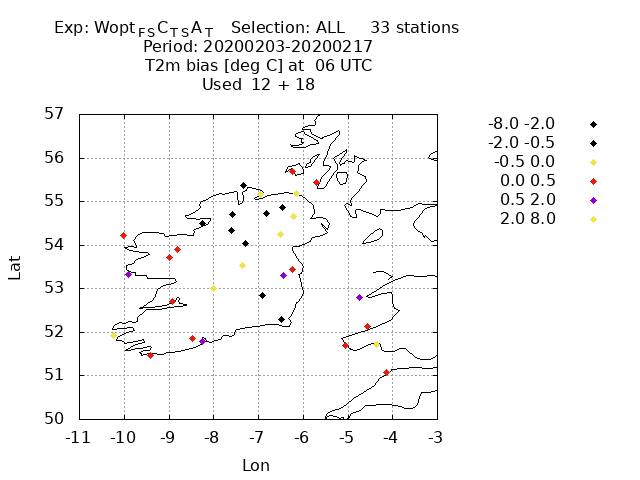 Exp: Wopt FS C TS A T   Selection: ALL     33 stations
Period: 20200203-20200217
T2m bias [deg C] at  06 UTC
Used  12 + 18
-8.0 -2.0
-2.0 -0.5
-0.5 0.0
0.0 0.5
0.5 2.0
2.0 8.0
57
56
55
54
53
52
51
50
Lat
-11 -10 -9 -8 -7 -6 -5 -4 -3
Lon